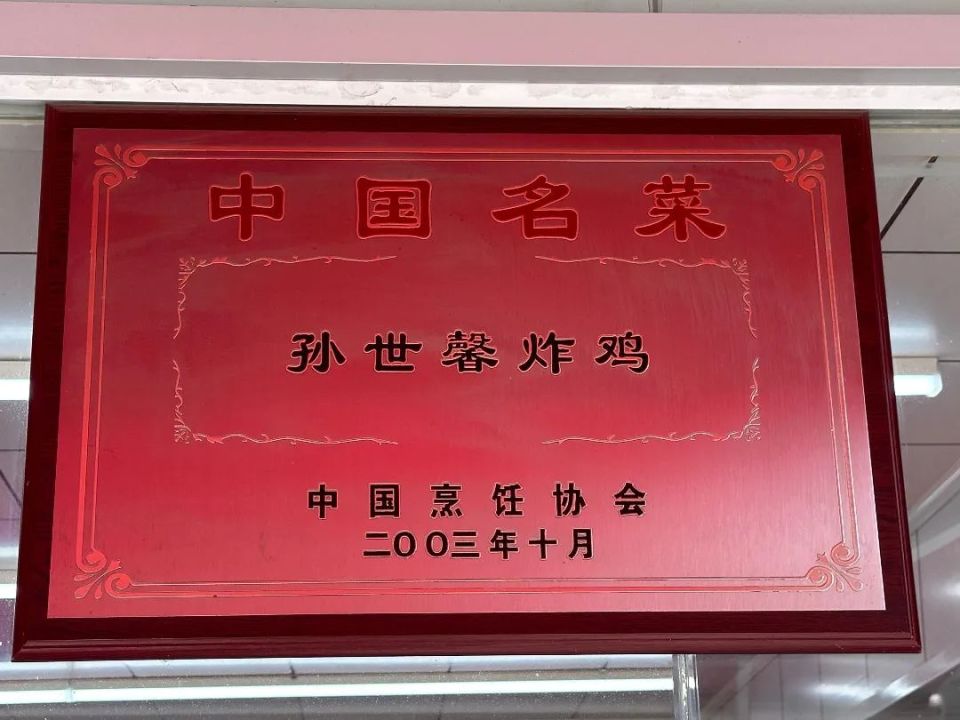 中国名菜
孙世馨炸鸡
中国烹饪协会
二00三年十月